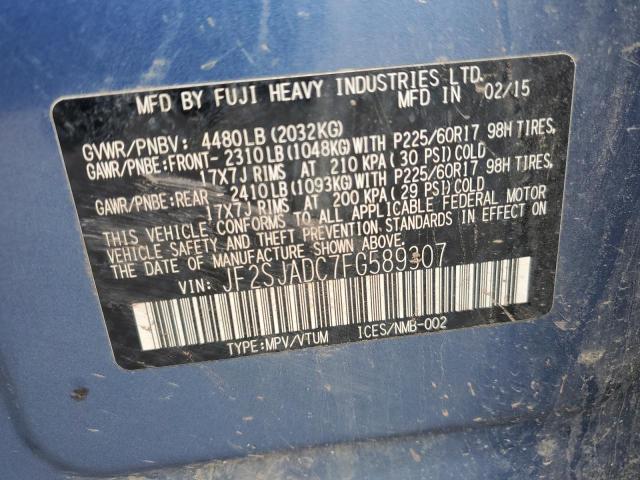 MFD BY FUJI HEAVY INDUSTRIES LTD.
MFD IN 02/15
GVWR/PNBV: 4480LB (2032KG)
GAWR/PNBE:FRONT- 2310LB(1048KG)WITH P225/60R17 98H TIRES,
17X7J RIMS AT 210 KPA( 30 PSI)COLD
GAWR/PNBE:REAR 2410LB(1093KG)WITH P225/60R17 98H TIRES,
17X7J RIMS AT 200 KPA( 29 PSI)COLD
THIS VEHICLE CONFORMS TO ALL APPLICABLE FEDERAL MOTOR
VEHICLE SAFETY AND THEFT PREVENTION STANDARDS IN EFFECT ON
THE DATE OF MANUFACTURE SHOWN ABOVE.
VIN: JF2SJADC7FG589307
TYPE:MPV/VTUM ICES/NMB-002